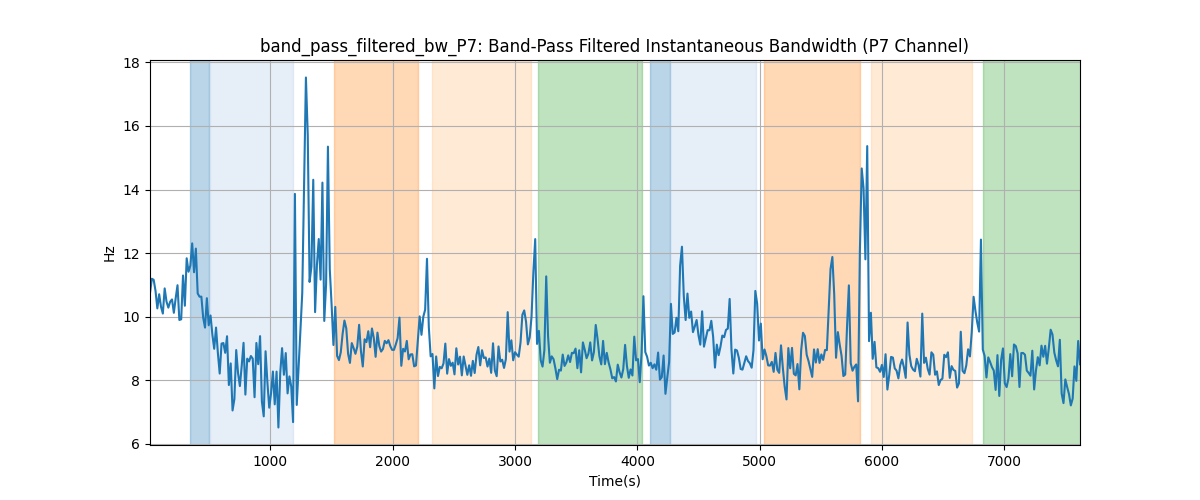 band_pass_filtered_bw_P7: Band-Pass Filtered Instantaneous Bandwidth (P7 Channel)
18
16
14
12
10
8
6
Hz
1000 2000 3000 4000 5000 6000 7000
Time(s)